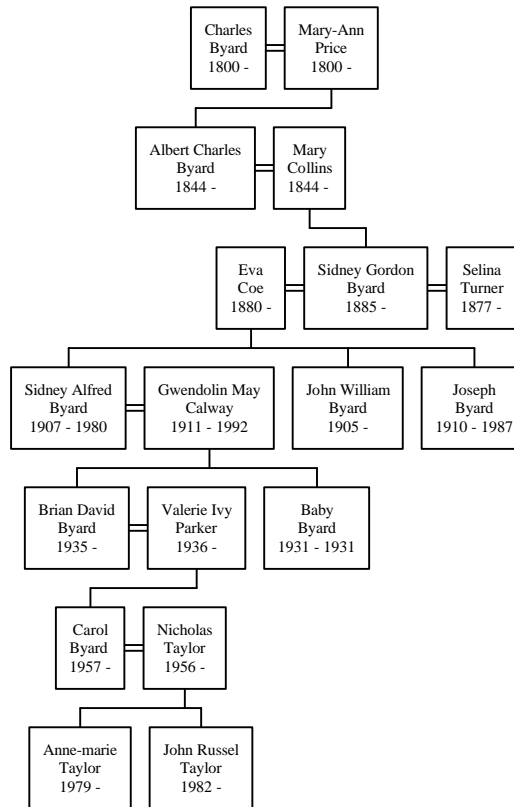 Charles
Byard
1800 -
Mary-Ann
Price
1800 -
Albert Charles
Byard
1844 -
Mary
Collins
1844 -
Eva
Coe
1880 -
Sidney Gordon
Byard
1885 -
Selina
Turner
1877 -
Sidney Alfred
Byard
1907 - 1980
Gwendolin May
Calway
1911 - 1992
John William
Byard
1905 -
Joseph
Byard
1910 - 1987
Brian David
Byard
1935 -
Valerie Ivy
Parker
1936 -
Baby
Byard
1931 - 1931
Carol
Byard
1957 -
Nicholas
Taylor
1956 -
Anne-marie
Taylor
1979 -
John Russel
Taylor
1982 -